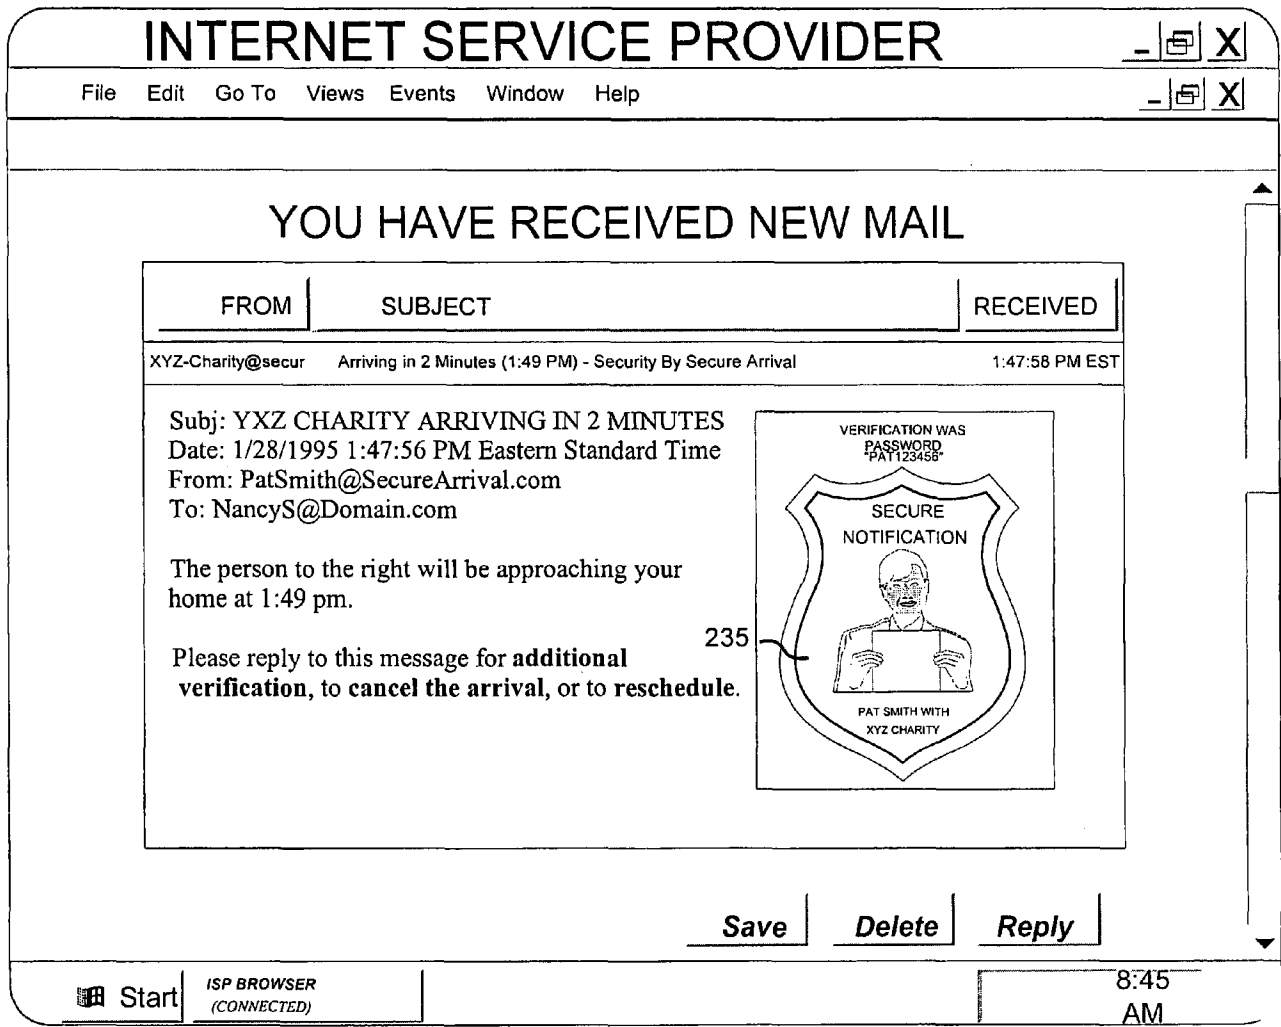 INTERNET SERVICE PROVIDER
File Edit Go To Views Events Window Help
YOU HAVE RECEIVED NEW MAIL
FROM SUBJECT RECEIVED
XYZ-Charity@secur Arriving in 2 Minutes (1:49 PM) - Security By Secure Arrival 1:47:58 PM EST
Subj: YXZ CHARITY ARRIVING IN 2 MINUTES
Date: 1/28/1995 1:47:56 PM Eastern Standard Time
From: PatSmith@SecureArrival.com
To: NancyS@Domain.com
The person to the right will be approaching your
home at 1:49 pm.
Please reply to this message for additional
verification, to cancel the arrival, or to reschedule.
VERIFICATION WAS
PASSWORD
"PAT123456"
SECURE
NOTIFICATION
235
PAT SMITH WITH
XYZ CHARITY
Save Delete Reply
Start
ISP BROWSER
(CONNECTED)
8:45
AM